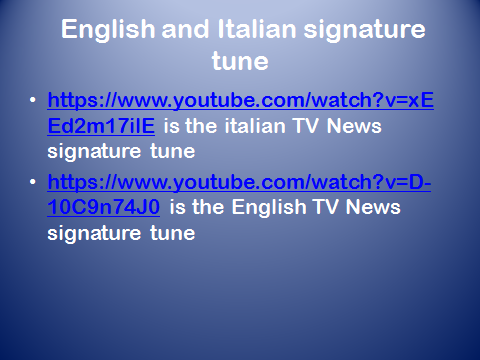 English and Italian signature
tune
• https://www.youtube.com/watch?v=xE
Ed2m17ilE is the italian TV News
signature tune
• https://www.youtube.com/watch?v=D-
10C9n74J0 is the English TV News
signature tune